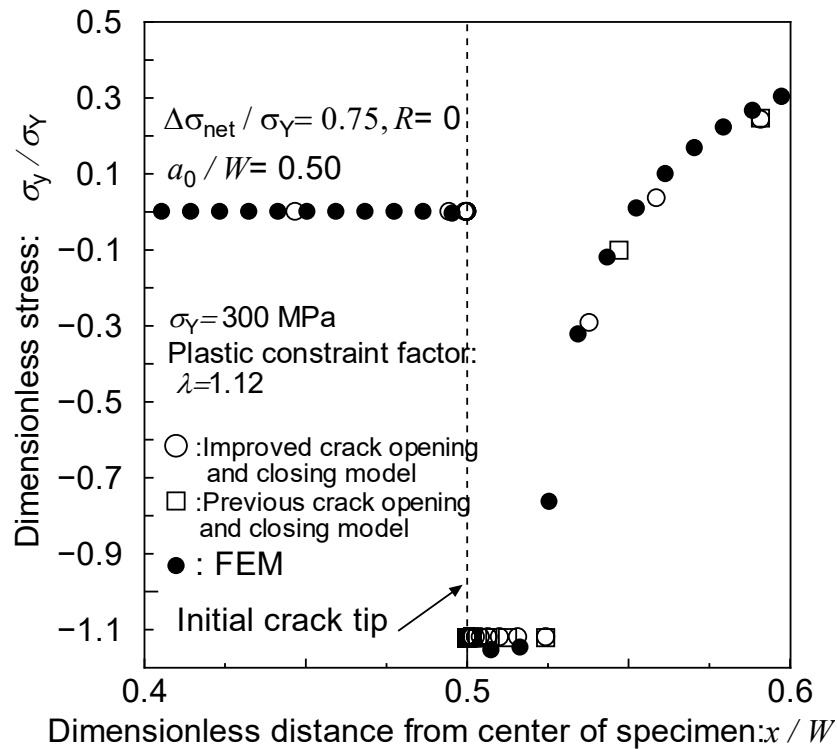 0.5
0.3
0.1
−0.1
−0.3
−0.5
−0.7
−0.9
−1.1
Dimensionless stress: σy / σY
Δσnet / σY= 0.75, R= 0
a0 / W= 0.50
σY=300 MPa
Plastic constraint factor:
λ=1.12
:Improved crack opening
and closing model
:Previous crack opening
and closing model
: FEM
Initial crack tip
0.4 0.5 0.6
Dimensionless distance from center of specimen:x / W